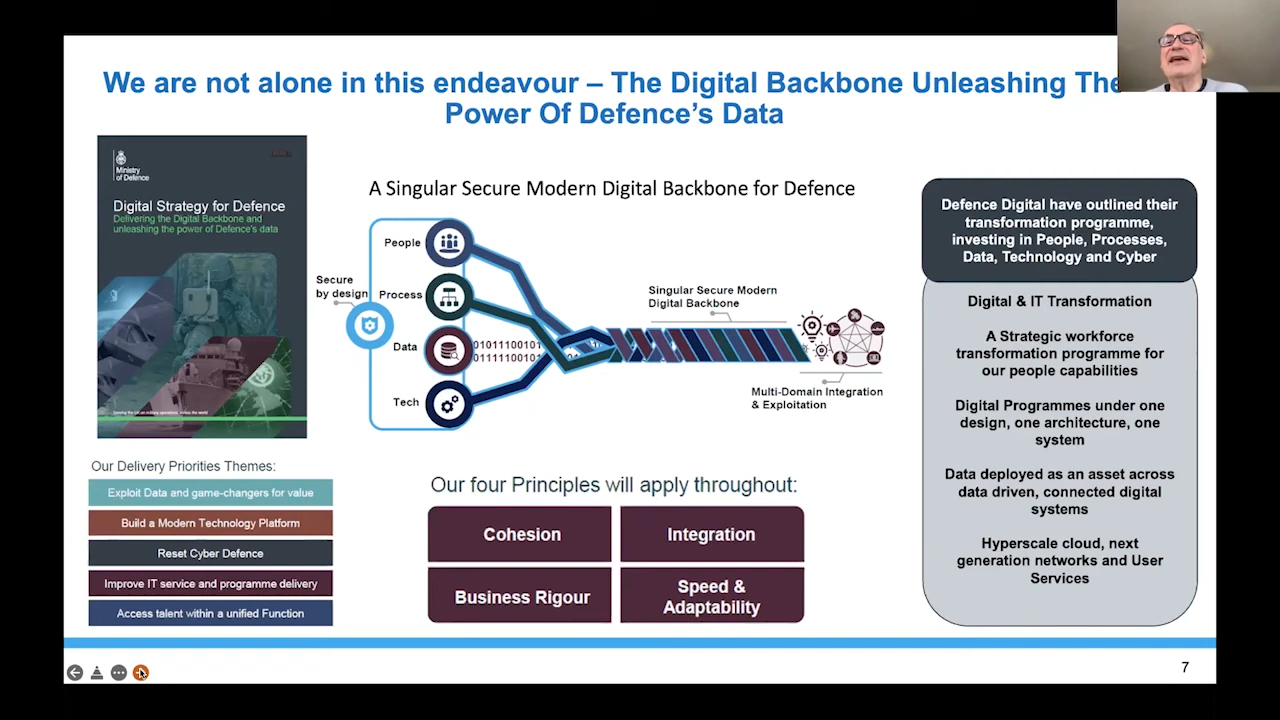 We are not alone in this endeavour – The Digital Backbone Unleashing The
Power Of Defence's Data
Ministry
of Defence
Digital Strategy for Defence
Delivering the Digital Backbone and
unleashing the power of Defence's data
Our Delivery Priorities Themes:
Exploit Data and game-changers for value
Build a Modern Technology Platform
Reset Cyber Defence
Improve IT service and programme delivery
Access talent within a unified Function
A Singular Secure Modern Digital Backbone for Defence
Secure
by design
People
Process
Data
Tech
Singular Secure Modern
Digital Backbone
Multi-Domain Integration
& Exploitation
Our four Principles will apply throughout:
Cohesion
Integration
Business Rigour
Speed &
Adaptability
Defence Digital have outlined their
transformation programme,
investing in People, Processes,
Data, Technology and Cyber
Digital & IT Transformation
A Strategic workforce
transformation programme for
our people capabilities
Digital Programmes under one
design, one architecture, one
system
Data deployed as an asset across
data driven, connected digital
systems
Hyperscale cloud, next
generation networks and User
Services
7